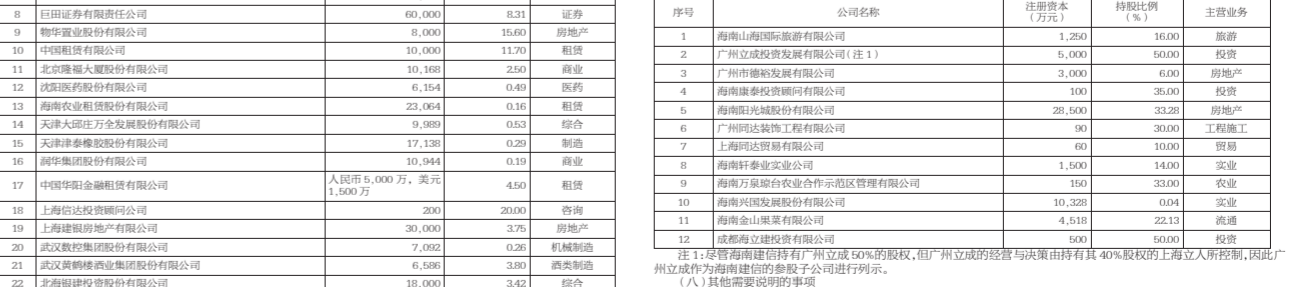 8 巨田证券有限责任公司 60,000 8.31 证券
9 物华置业股份有限公司 8,000 15.60 房地产
10 中国租赁有限公司 10,000 11.70 租赁
11 北京隆福大厦股份有限公司 10,168 2.50 商业
12 沈阳医药股份有限公司 6,154 0.49 医药
13 海南农业租赁股份有限公司 23,064 0.16 租赁
14 天津大邱庄万全发展股份有限公司 9,989 0.53 综合
15 天津津泰橡胶股份有限公司 17,138 0.29 制造
16 润华集团股份有限公司 10,944 0.19 商业
17 中国华阳金融租赁有限公司 人民币 5,000 万，美元 1,500 万 4.50 租赁
18 上海信达投资顾问公司 200 20.00 咨询
19 上海建银房地产有限公司 30,000 3.75 房地产
20 武汉数控集团股份有限公司 7,092 0.26 机械制造
21 武汉黄鹤楼酒业集团股份有限公司 6,586 3.80 酒类制造
22 北海银建投资股份有限公司 18,000 3.42 综合
序号 公司名称 注册资本（万元） 持股比例（%） 主营业务
1 海南山海国际旅游有限公司 1,250 16.00 旅游
2 广州立成投资发展有限公司（注 1） 5,000 50.00 投资
3 广州市德裕发展有限公司 3,000 6.00 房地产
4 海南康泰投资顾问有限公司 100 35.00 投资
5 海南阳光城股份有限公司 28,500 33.28 房地产
6 广州同达装饰工程有限公司 90 30.00 工程施工
7 上海同达贸易有限公司 60 10.00 贸易
8 海南轩泰业实业公司 1,500 14.00 实业
9 海南万泉琼台农业合作示范区管理有限公司 150 33.00 农业
10 海南兴国发展股份有限公司 10,328 0.04 实业
11 海南金山果菜有限公司 4,518 22.13 流通
12 成都海立建投资有限公司 500 50.00 投资
注 1：尽管海南建信持有广州立成 50%的股权，但广州立成的经营与决策由持有其 40%股权的上海立人所控制，因此广
州立成作为海南建信的参股子公司进行列示。
（八）其他需要说明的事项